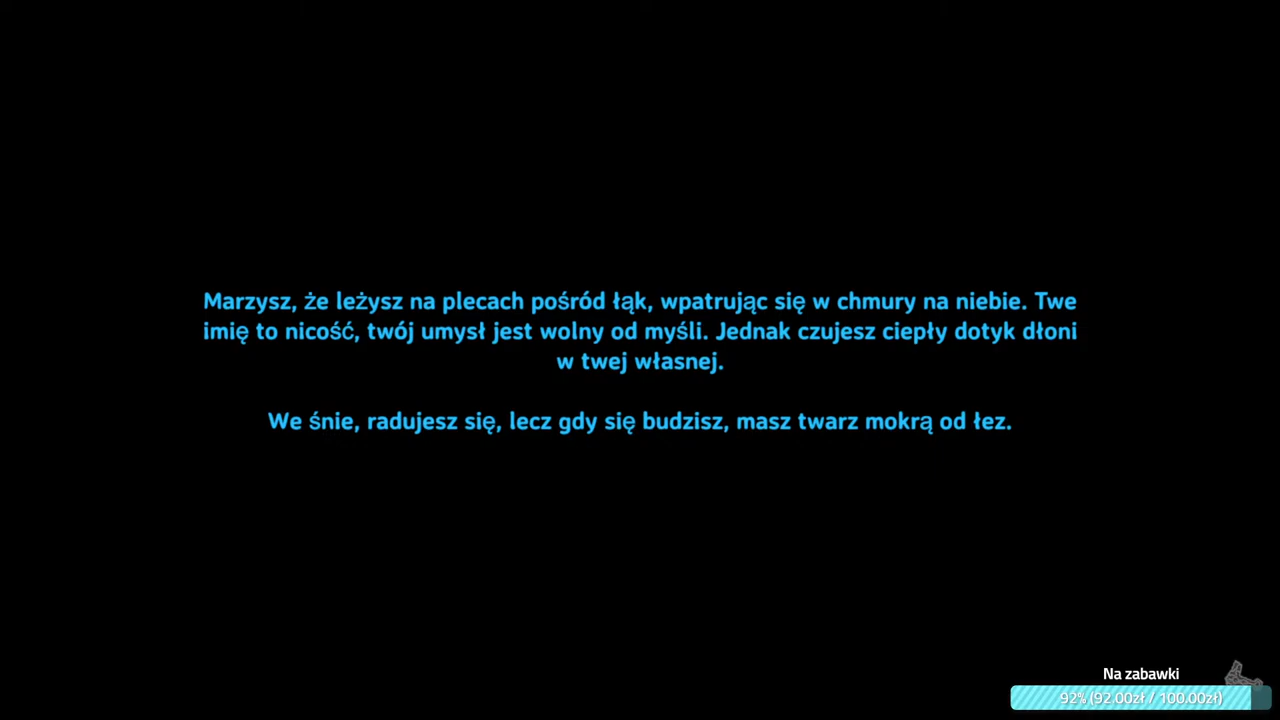 Marzysz, że leżysz na plecach pośród łąk, wpatrując się w chmury na niebie. Twe
imię to nicość, twój umysł jest wolny od myśli. Jednak czujesz ciepły dotyk dłoni
w twej własnej.
We śnie, radujesz się, lecz gdy się budzisz, masz twarz mokrą od łez.
Na zabawki
92% (92.00zł / 100.00zł)